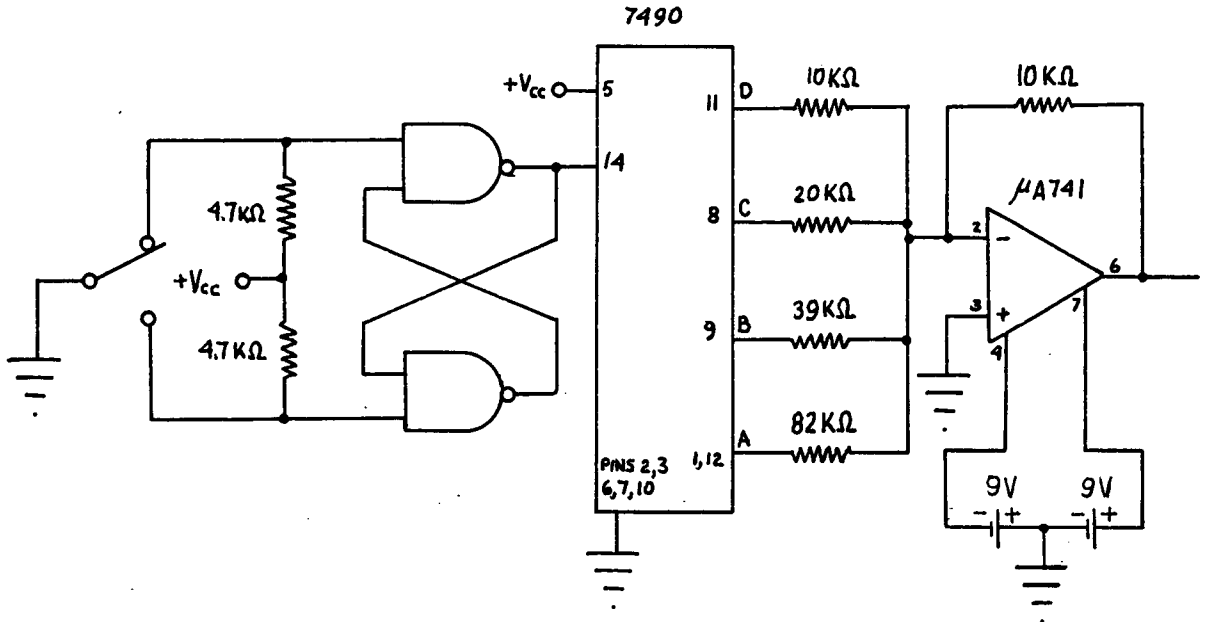 7490
+Vcc
5
14
11 D
8 C
9 B
1,12 A
PINS 2,3
6,7,10
4.7KΩ
+Vcc
4.7KΩ
10KΩ
20KΩ
39KΩ
82KΩ
10KΩ
μA741
2 -
3 +
4
6
7
9V
- +
9V
- +